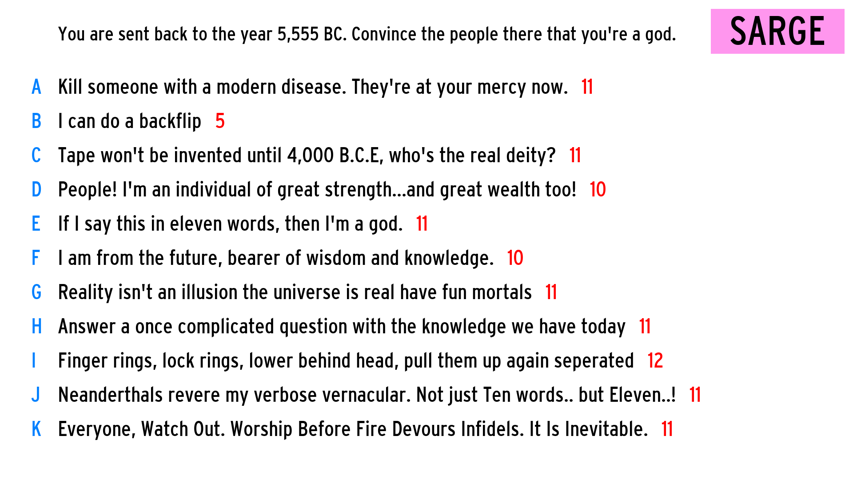 You are sent back to the year 5,555 BC. Convince the people there that you're a god.
SARGE
A Kill someone with a modern disease. They're at your mercy now. 11
B I can do a backflip 5
C Tape won't be invented until 4,000 B.C.E, who's the real deity? 11
D People! I'm an individual of great strength...and great wealth too! 10
E If I say this in eleven words, then I'm a god. 11
F I am from the future, bearer of wisdom and knowledge. 10
G Reality isn't an illusion the universe is real have fun mortals 11
H Answer a once complicated question with the knowledge we have today 11
I Finger rings, lock rings, lower behind head, pull them up again seperated 12
J Neanderthals revere my verbose vernacular. Not just Ten words.. but Eleven..! 11
K Everyone, Watch Out. Worship Before Fire Devours Infidels. It Is Inevitable. 11